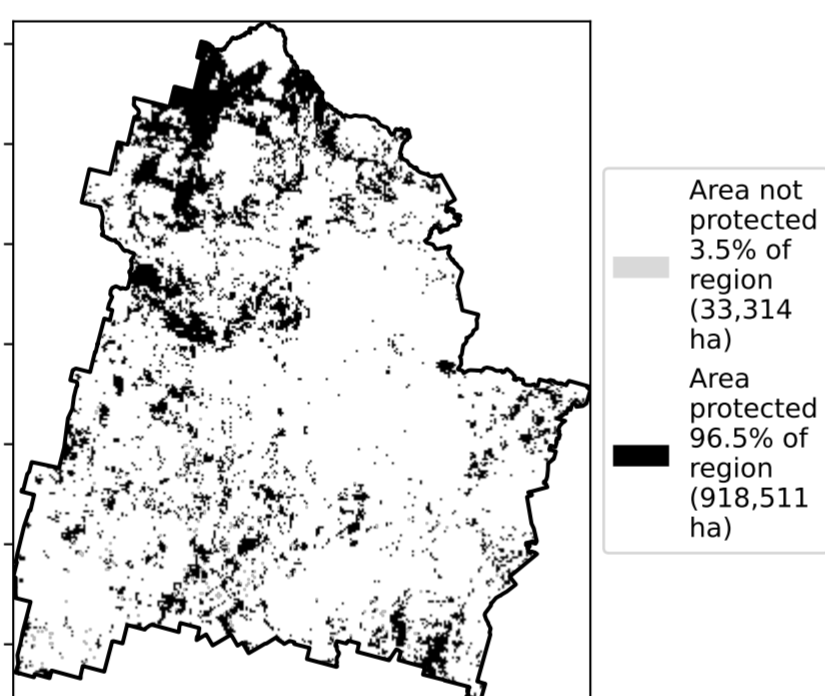 Area not
protected
3.5% of
region
(33,314
ha)
Area
protected
96.5% of
region
(918,511
ha)